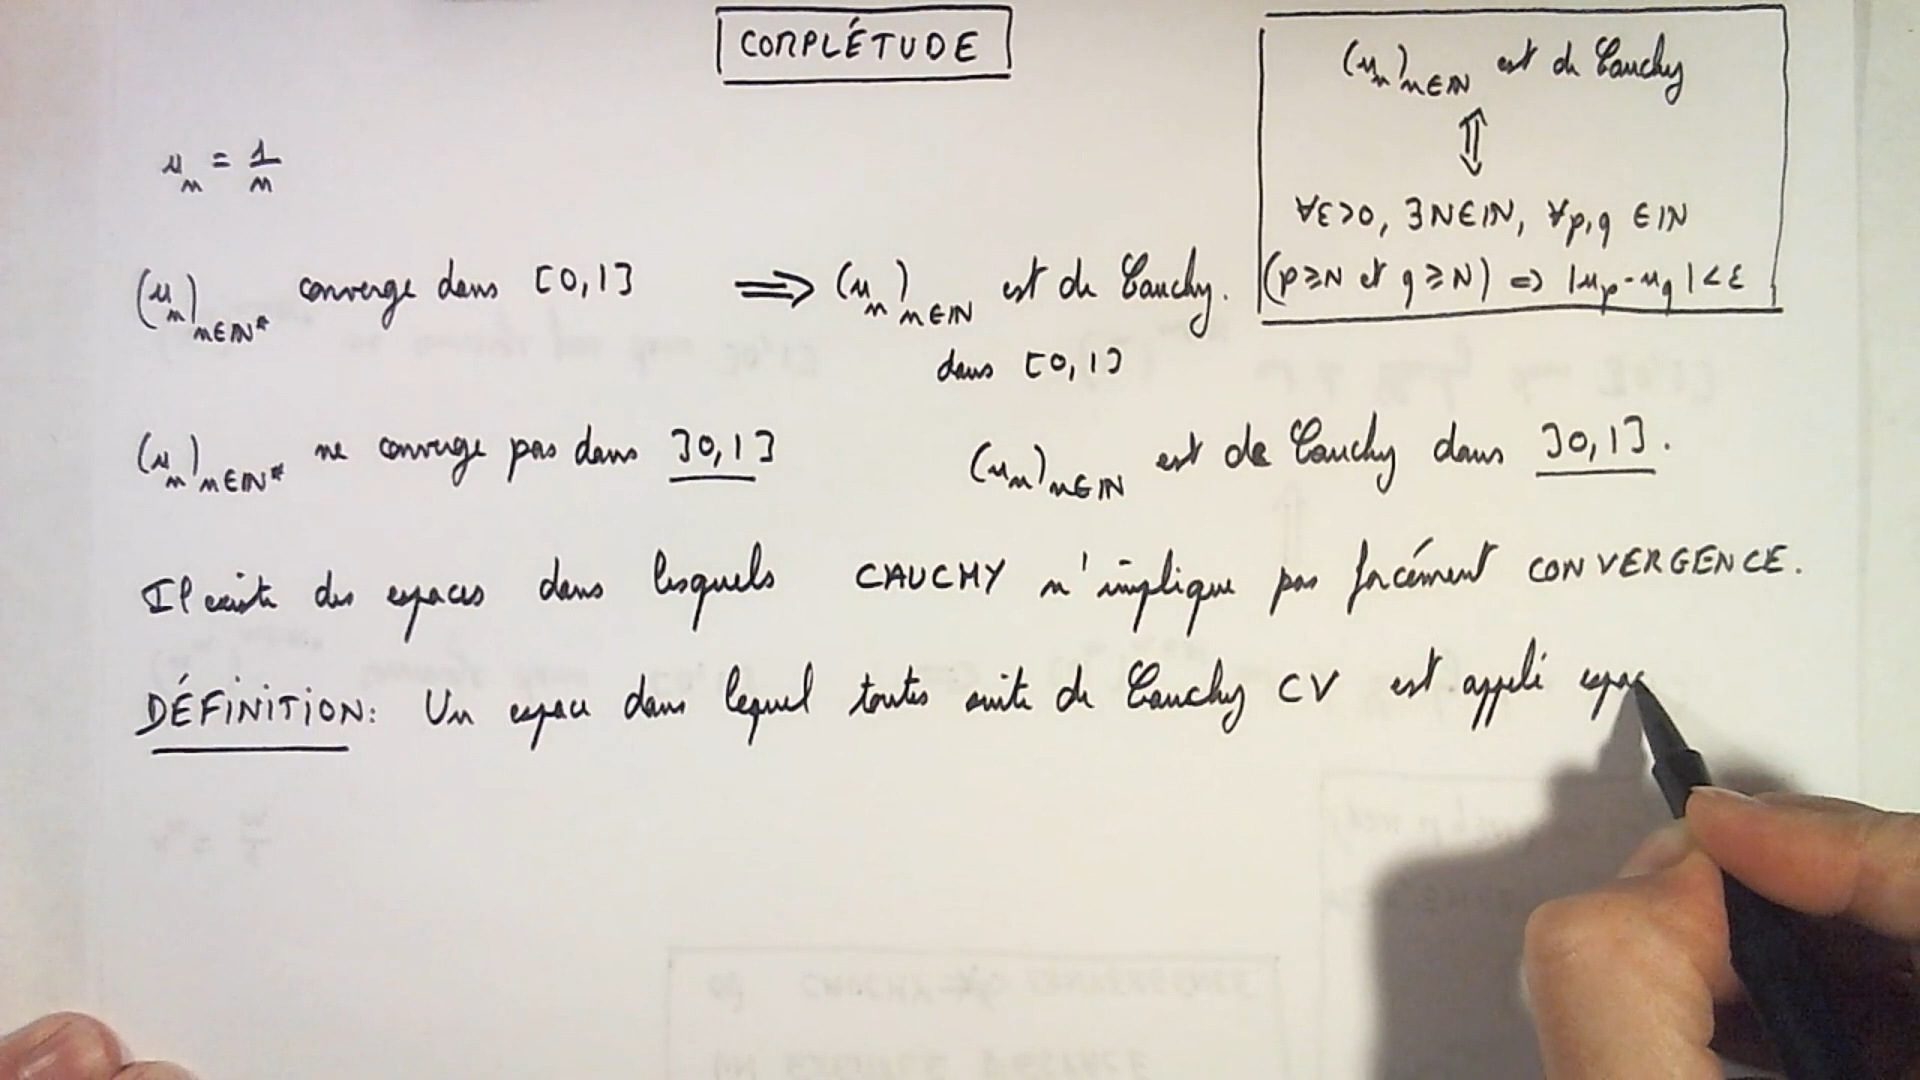 COMPLÉTUDE
(u_n)_{n∈ℕ} est de Cauchy
⇕
∀ε>0, ∃N∈ℕ, ∀p,q ∈ℕ
(p≥N et q≥N) ⇒ |u_p - u_q| < ε
u_n = 1/n
(u_n)_{n∈ℕ*} converge dans [0,1] ⟹ (u_n)_{n∈ℕ} est de Cauchy.
dans [0,1]
(u_n)_{n∈ℕ*} ne converge pas dans ]0,1] (u_n)_{n∈ℕ} est de Cauchy dans ]0,1].
Il existe des espaces dans lesquels CAUCHY n'implique pas forcément CONVERGENCE.
DÉFINITION: Un espace dans lequel toutes suite de Cauchy CV est appelé espac